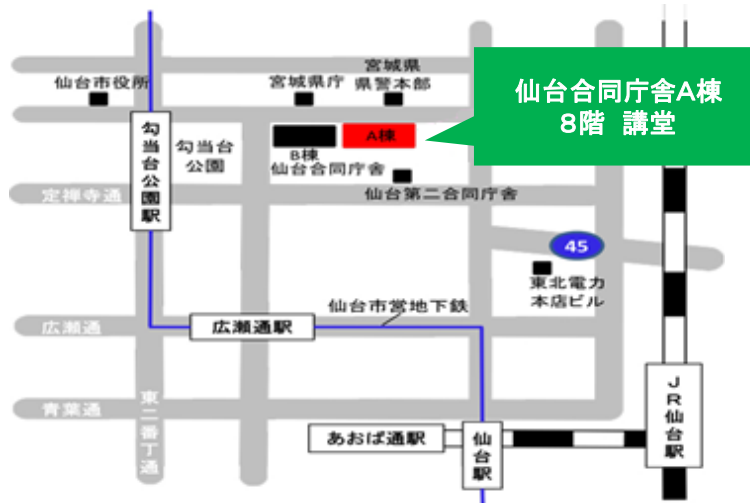 宮城県
県警本部
仙台市役所
宮城県庁
仙台合同庁舎A棟
8階 講堂
勾当台公園駅
勾当台
公園
A棟
B棟
仙台合同庁舎
仙台第二合同庁舎
定禅寺通
45
東北電力
本店ビル
仙台市営地下鉄
広瀬通
広瀬通駅
青葉通
東二番丁通
あおば通駅
仙台駅
JR仙台駅